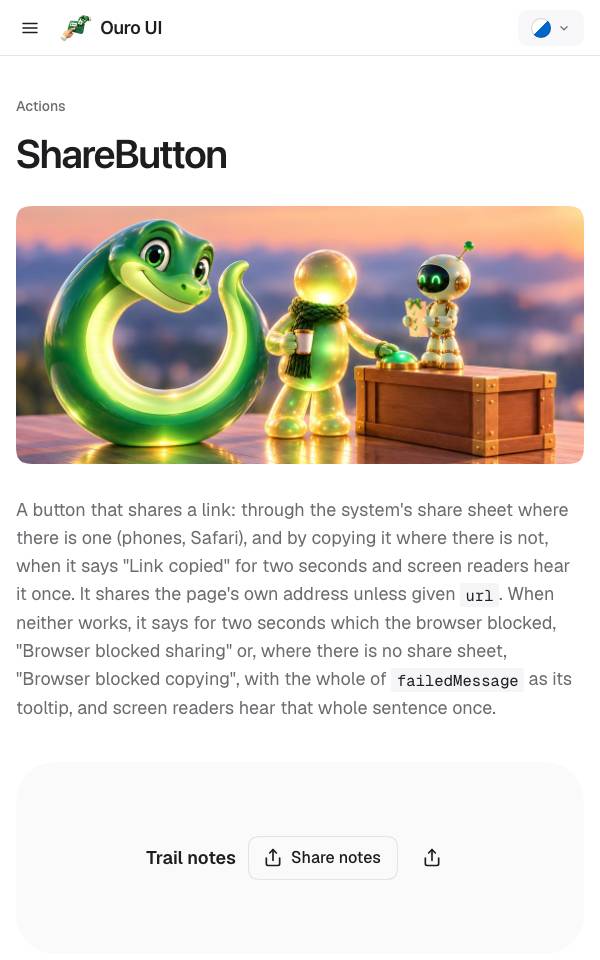 Ouro UI
Actions
ShareButton
A button that shares a link: through the system's share sheet where
there is one (phones, Safari), and by copying it where there is not,
when it says "Link copied" for two seconds and screen readers hear
it once. It shares the page's own address unless given url. When
neither works, it says for two seconds which the browser blocked,
"Browser blocked sharing" or, where there is no share sheet,
"Browser blocked copying", with the whole of failedMessage as its
tooltip, and screen readers hear that whole sentence once.
Trail notes Share notes